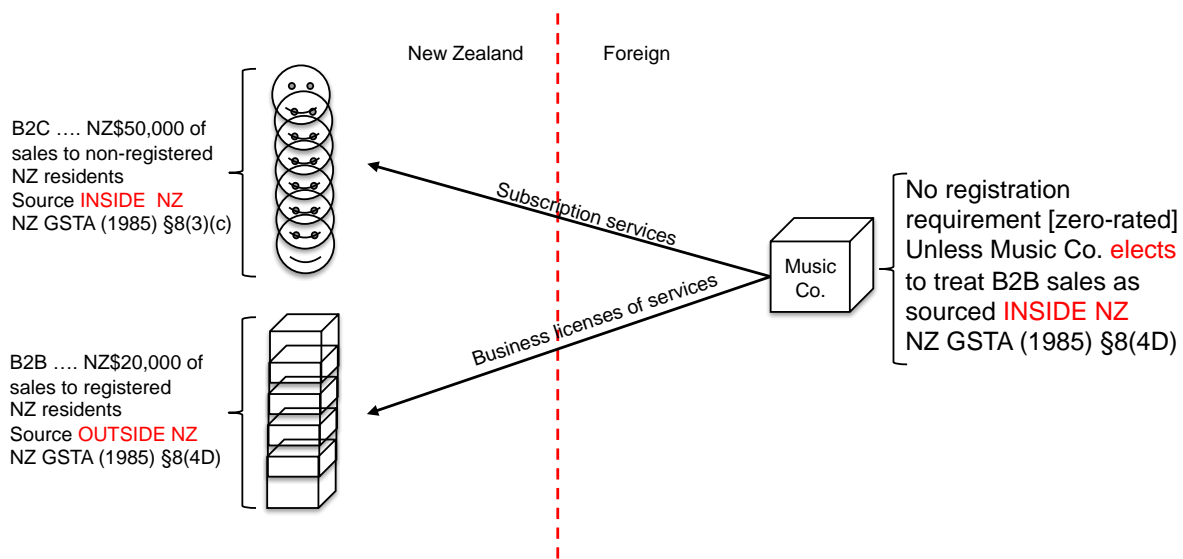 New Zealand
Foreign
B2C …. NZ$50,000 of
sales to non-registered
NZ residents
Source INSIDE  NZ
NZ GSTA (1985) §8(3)(c)
Subscription services
Music
Co.
No registration
requirement [zero-rated]
Unless Music Co. elects
to treat B2B sales as
sourced INSIDE NZ
NZ GSTA (1985) §8(4D)
Business licenses of services
B2B …. NZ$20,000 of
sales to registered
NZ residents
Source OUTSIDE NZ
NZ GSTA (1985) §8(4D)